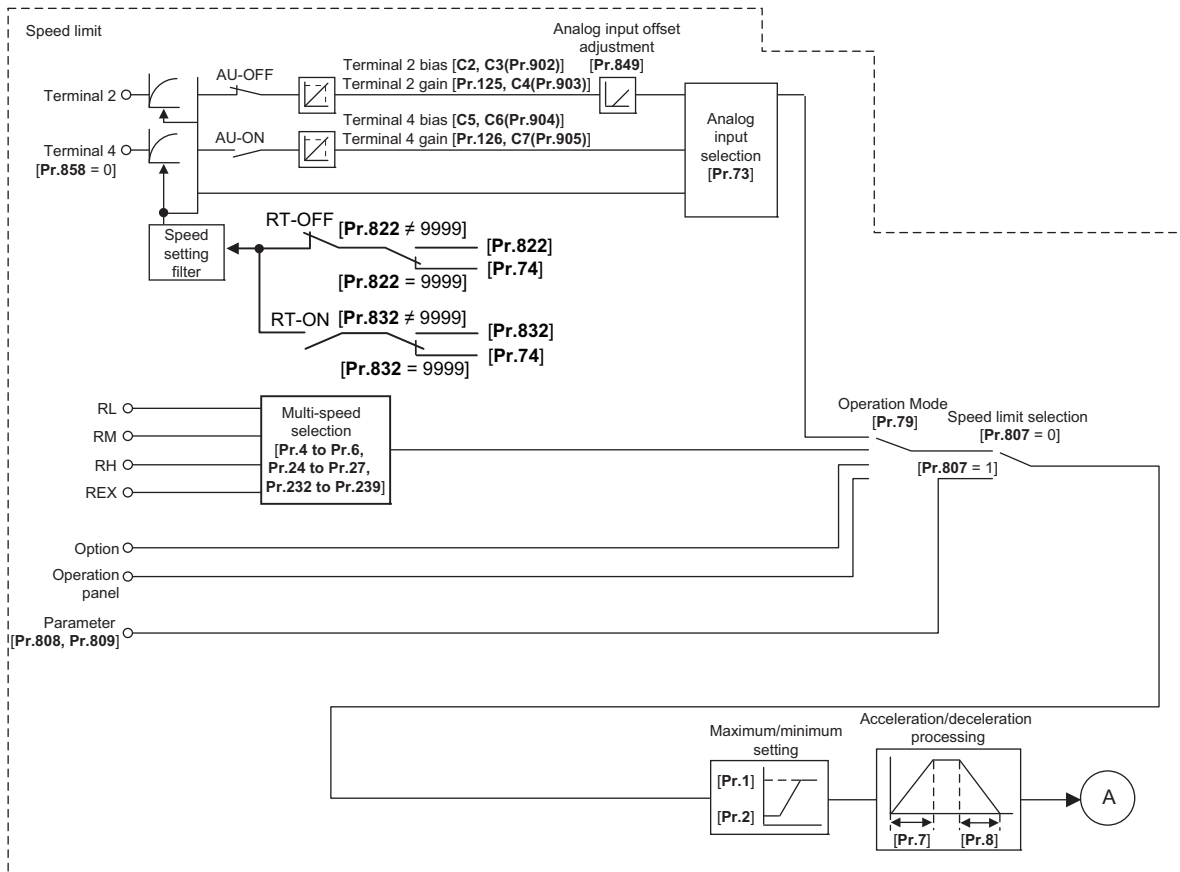 Speed limit
Analog input offset
adjustment
[Pr.849]
Terminal 2 bias [C2, C3(Pr.902)]
Terminal 2 gain [Pr.125, C4(Pr.903)]
AU-OFF
Terminal 2
Terminal 4 bias [C5, C6(Pr.904)]
Terminal 4 gain [Pr.126, C7(Pr.905)]
AU-ON
Terminal 4
[Pr.858 = 0]
Analog
input
selection
[Pr.73]
Speed
setting
filter
RT-OFF
[Pr.822 ≠ 9999]
[Pr.822]
[Pr.74]
[Pr.822 = 9999]
RT-ON
[Pr.832 ≠ 9999]
[Pr.832]
[Pr.74]
[Pr.832 = 9999]
RL
RM
RH
REX
Multi-speed
selection
[Pr.4 to Pr.6,
Pr.24 to Pr.27,
Pr.232 to Pr.239]
Operation Mode
[Pr.79]
Speed limit selection
[Pr.807 = 0]
[Pr.807 = 1]
Option
Operation
panel
Parameter
[Pr.808, Pr.809]
Maximum/minimum
setting
[Pr.1]
[Pr.2]
Acceleration/deceleration
processing
[Pr.7]
[Pr.8]
A